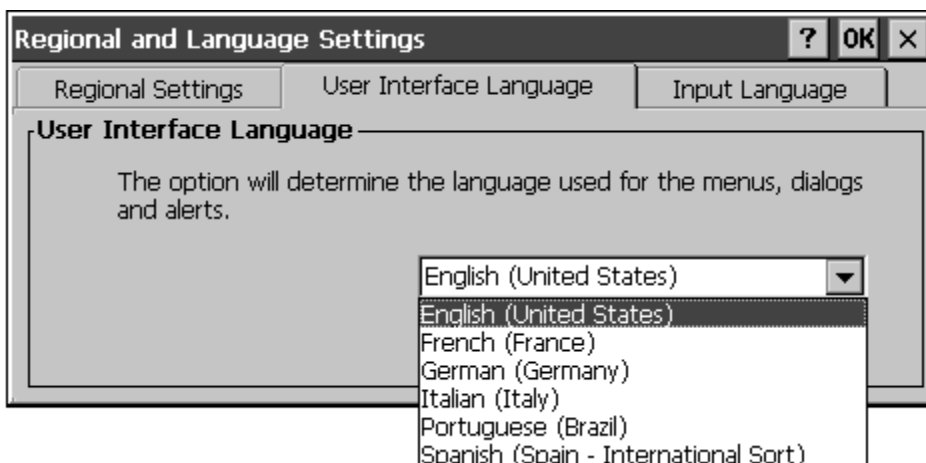 Regional and Language Settings ? OK ×
Regional Settings User Interface Language Input Language
User Interface Language
The option will determine the language used for the menus, dialogs
and alerts.
English (United States)
English (United States)
French (France)
German (Germany)
Italian (Italy)
Portuguese (Brazil)
Spanish (Spain - International Sort)